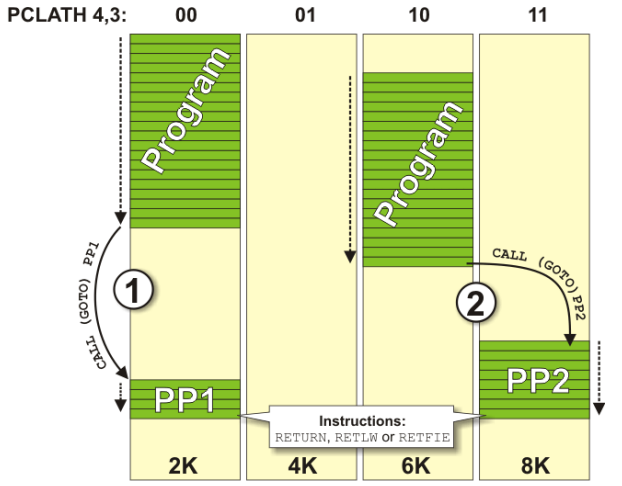 PCLATH 4,3: 00 01 10 11
Program
Program
CALL (GOTO) PP1
1
CALL (GOTO) PP2
2
PP1
PP2
Instructions:
RETURN, RETLW or RETFIE
2K 4K 6K 8K